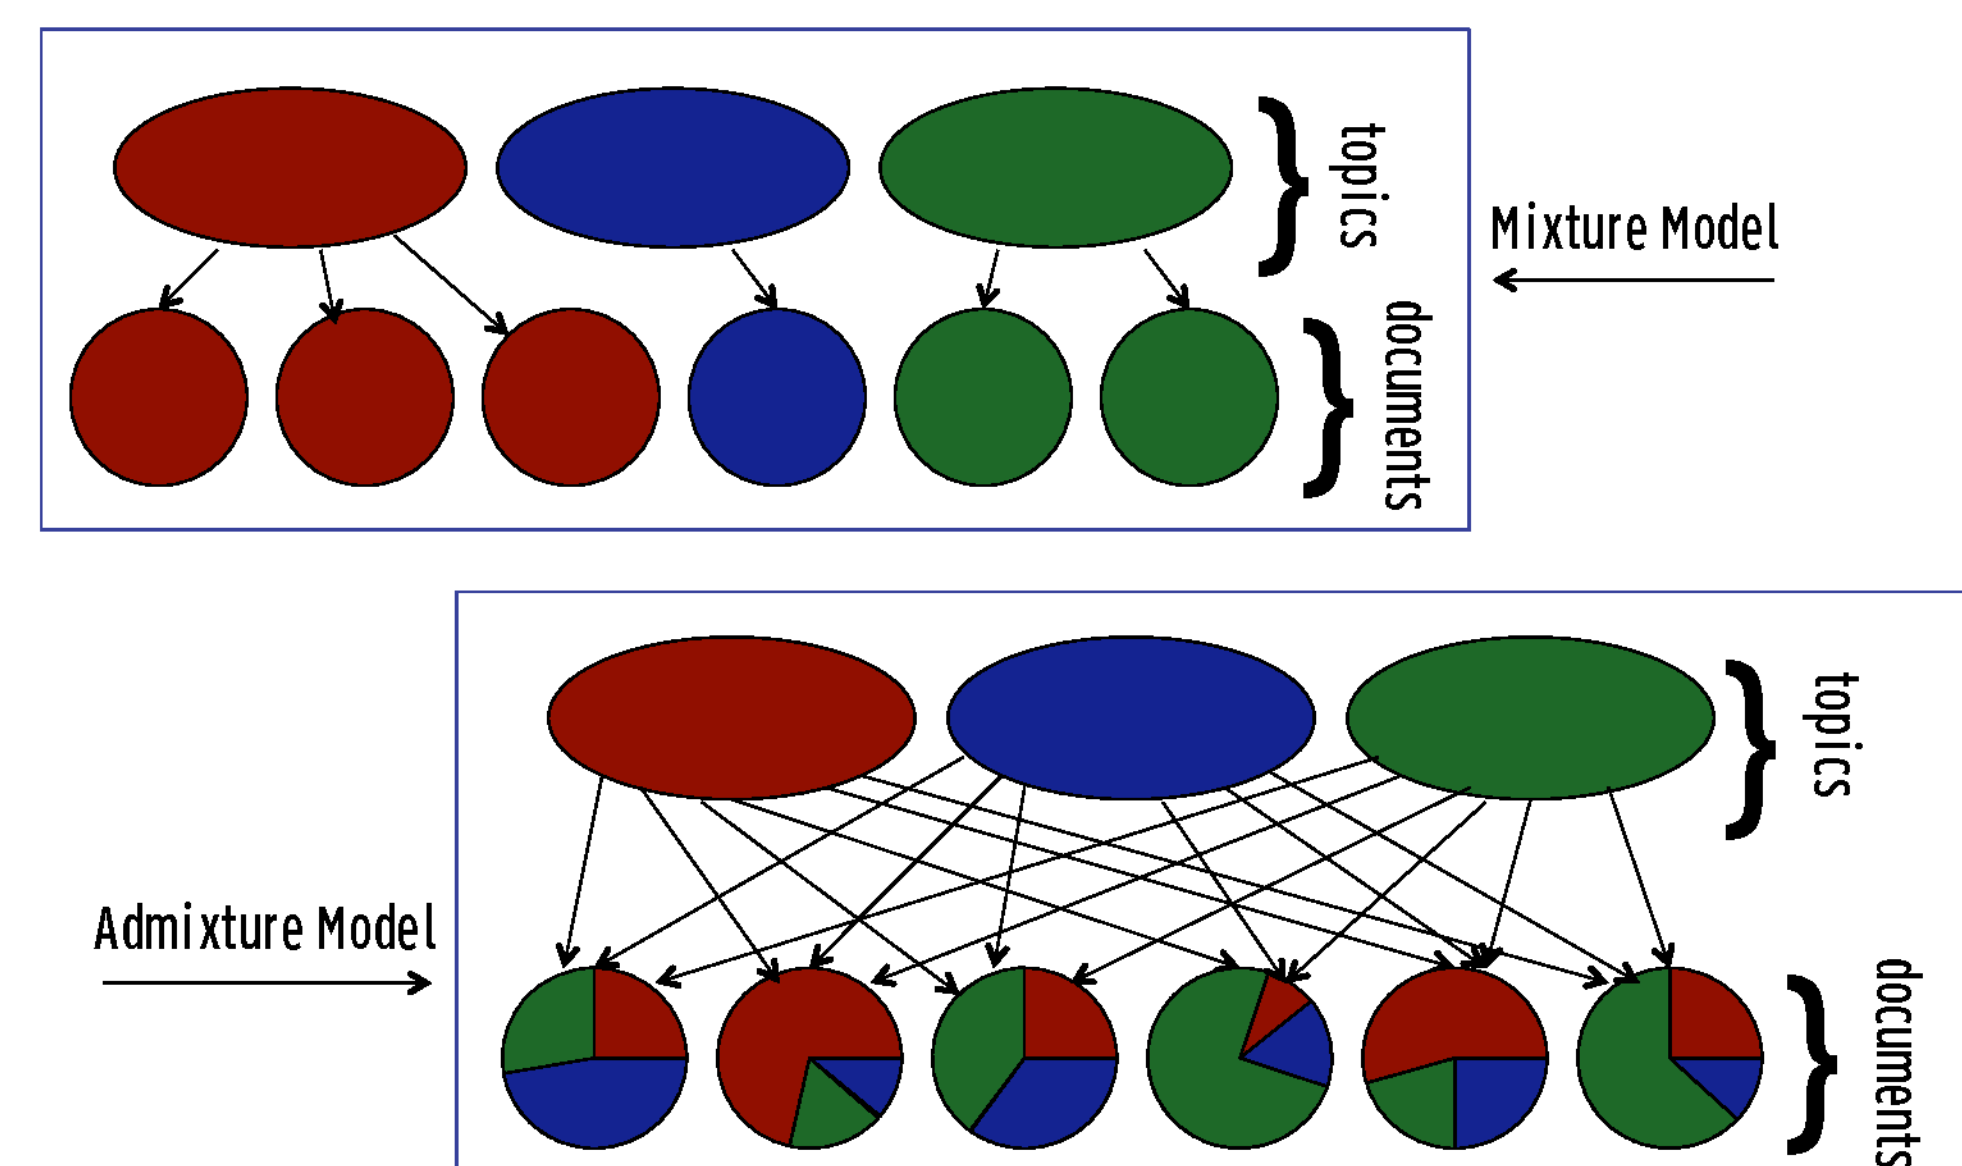 topics
Mixture Model
documents
topics
Admixture Model
documents